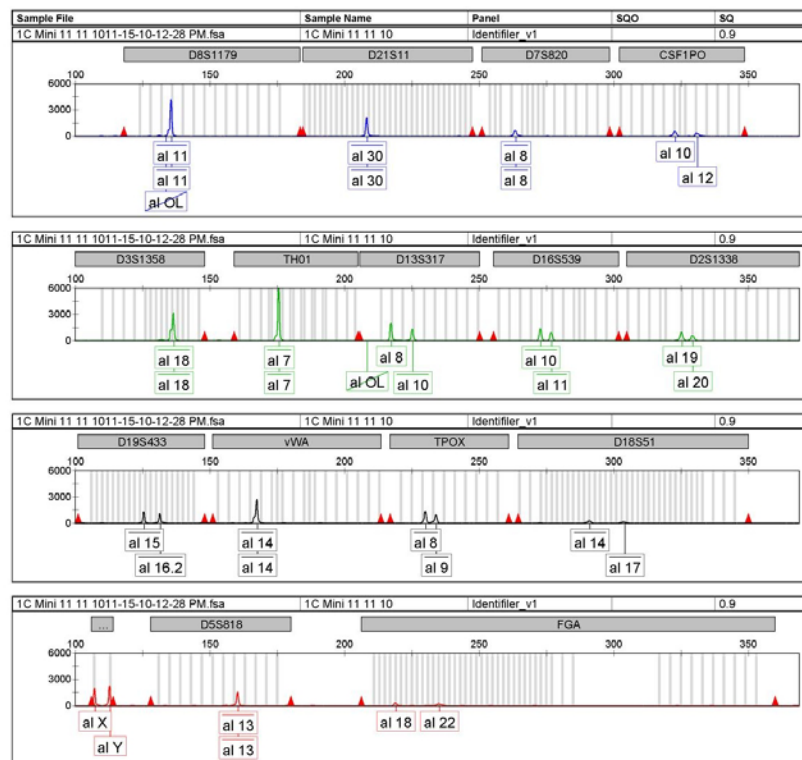 Sample File Sample Name Panel SQO SQ
1C Mini 11 11 1011-15-10-12-28 PM.fsa 1C Mini 11 11 10 Identifiler_v1 0.9
D8S1179 D21S11 D7S820 CSF1PO
100 150 200 250 300 350
6000
3000
0
al 11 al 30 al 8 al 10
al 11 al 30 al 8 al 12
al OL
1C Mini 11 11 1011-15-10-12-28 PM.fsa 1C Mini 11 11 10 Identifiler_v1 0.9
D3S1358 TH01 D13S317 D16S539 D2S1338
100 150 200 250 300 350
6000
3000
0
al 18 al 7 al 8 al 10 al 19
al 18 al 7 al OL al 10 al 11 al 20
1C Mini 11 11 1011-15-10-12-28 PM.fsa 1C Mini 11 11 10 Identifiler_v1 0.9
D19S433 vWA TPOX D18S51
100 150 200 250 300 350
6000
3000
0
al 15 al 14 al 8 al 14
al 16.2 al 14 al 9 al 17
1C Mini 11 11 1011-15-10-12-28 PM.fsa 1C Mini 11 11 10 Identifiler_v1 0.9
... D5S818 FGA
100 150 200 250 300 350
6000
3000
0
al X al 13 al 18 al 22
al Y al 13